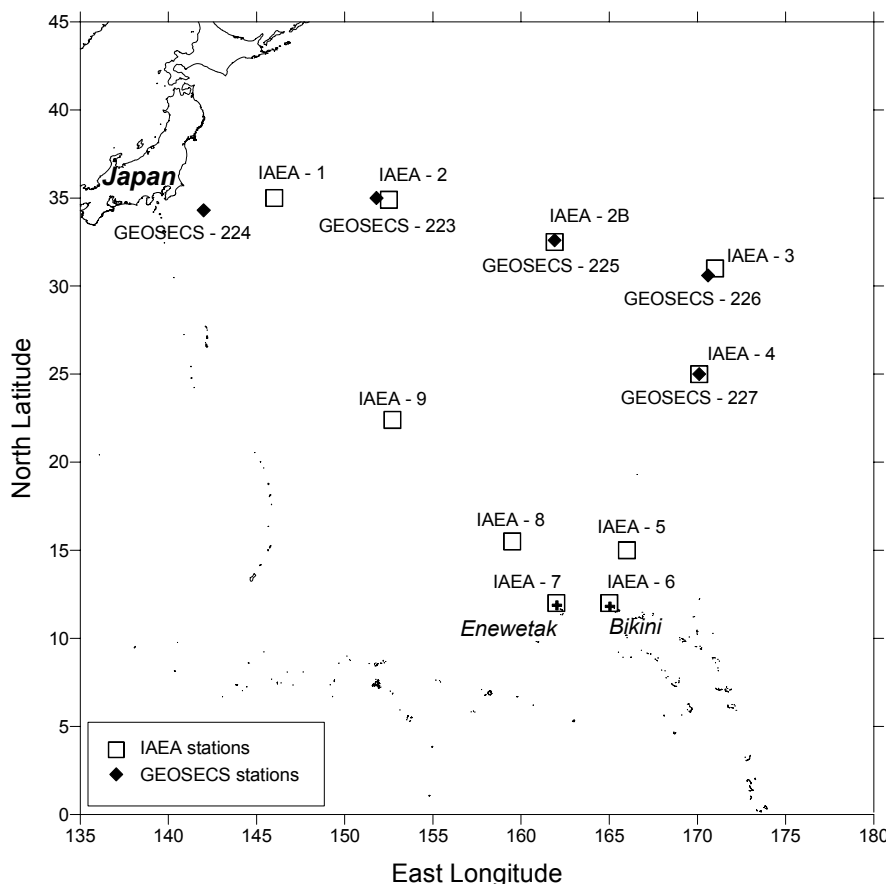 45
40
35
30
25
20
15
10
5
0
North Latitude
Japan
IAEA - 1
IAEA - 2
GEOSECS - 224
GEOSECS - 223
IAEA - 2B
GEOSECS - 225
IAEA - 3
GEOSECS - 226
IAEA - 4
GEOSECS - 227
IAEA - 9
IAEA - 8
IAEA - 5
IAEA - 7
IAEA - 6
Enewetak
Bikini
IAEA stations
GEOSECS stations
135 140 145 150 155 160 165 170 175 180
East Longitude